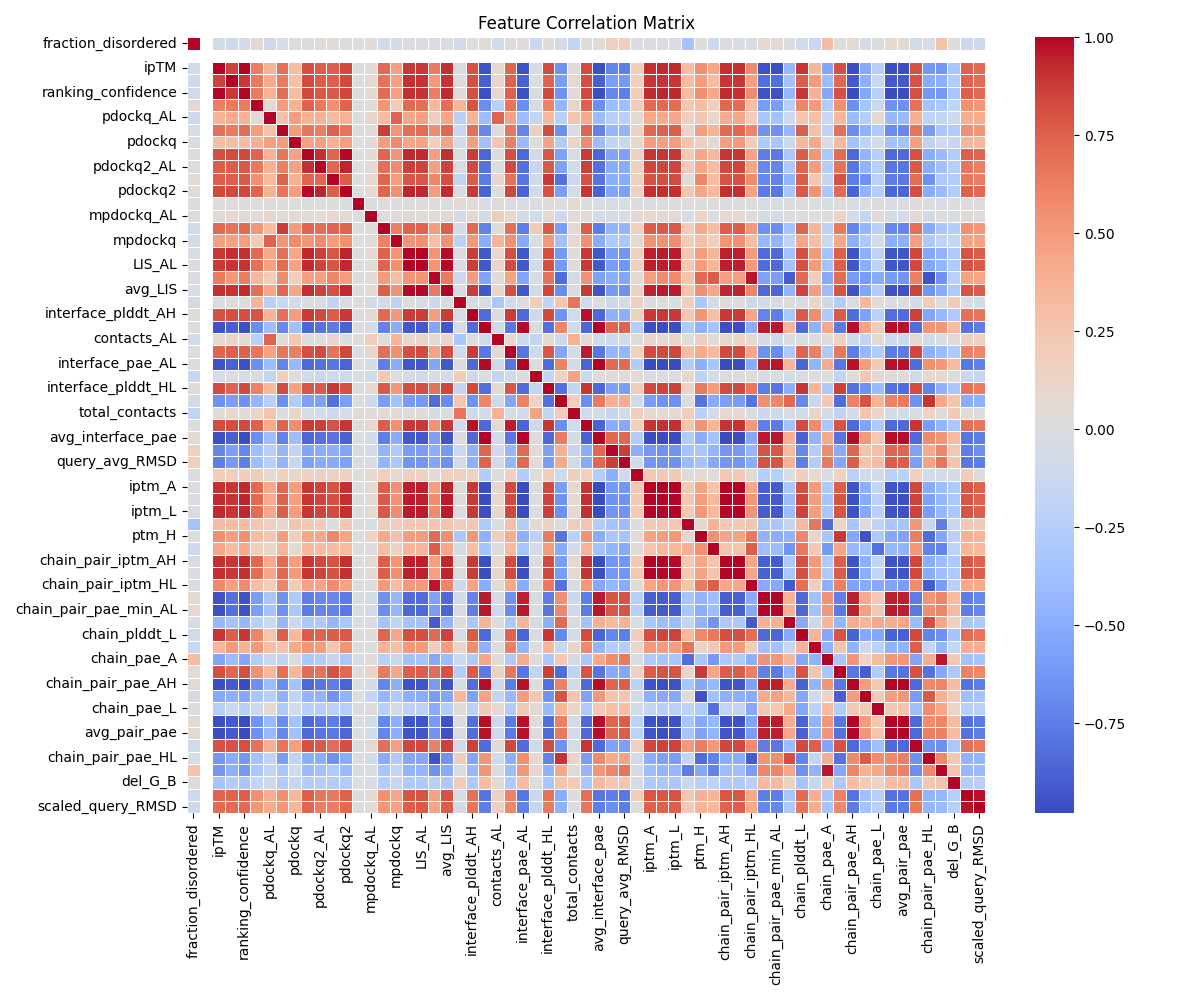 Feature Correlation Matrix
fraction_disordered
ipTM
ranking_confidence
pdockq_AL
pdockq
pdockq2_AL
pdockq2
mpdockq_AL
mpdockq
LIS_AL
avg_LIS
interface_plddt_AH
contacts_AL
interface_pae_AL
interface_plddt_HL
total_contacts
avg_interface_pae
query_avg_RMSD
iptm_A
iptm_L
ptm_H
chain_pair_iptm_AH
chain_pair_iptm_HL
chain_pair_pae_min_AL
chain_plddt_L
chain_pae_A
chain_pair_pae_AH
chain_pae_L
avg_pair_pae
chain_pair_pae_HL
del_G_B
scaled_query_RMSD
fraction_disordered
ipTM
ranking_confidence
pdockq_AL
pdockq
pdockq2_AL
pdockq2
mpdockq_AL
mpdockq
LIS_AL
avg_LIS
interface_plddt_AH
contacts_AL
interface_pae_AL
interface_plddt_HL
total_contacts
avg_interface_pae
query_avg_RMSD
iptm_A
iptm_L
ptm_H
chain_pair_iptm_AH
chain_pair_iptm_HL
chain_pair_pae_min_AL
chain_plddt_L
chain_pae_A
chain_pair_pae_AH
chain_pae_L
avg_pair_pae
chain_pair_pae_HL
del_G_B
scaled_query_RMSD
1.00
0.75
0.50
0.25
0.00
−0.25
−0.50
−0.75